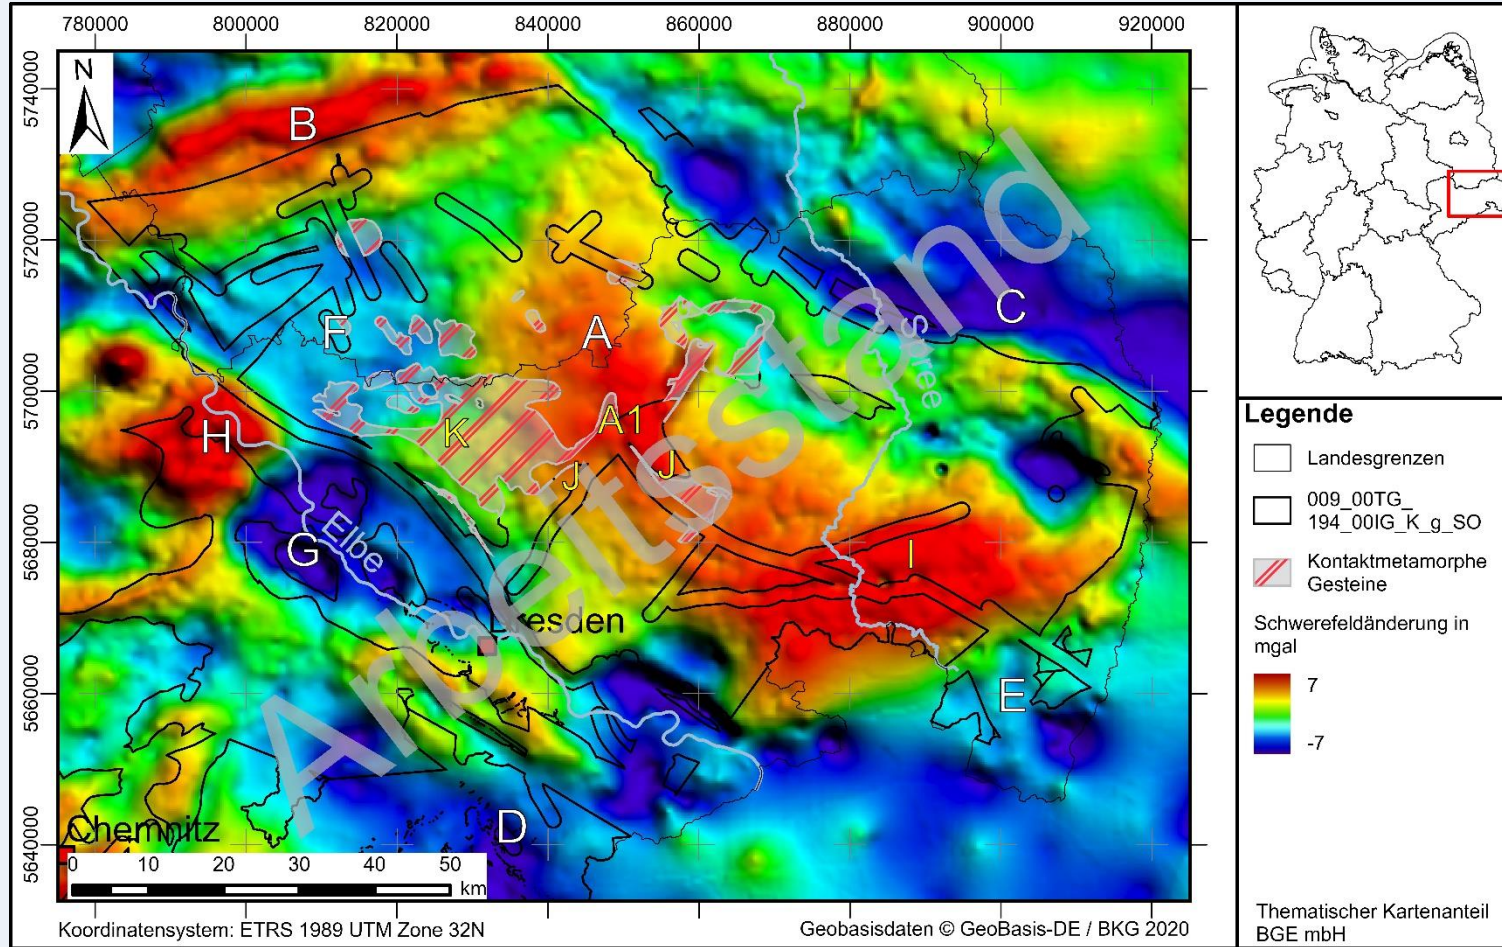 780000 800000 820000 840000 860000 880000 900000 920000
5740000
5720000
5700000
5680000
5660000
5640000
N
B
C
F
A
A1
H
K
J
J
G
I
E
D
Elbe
Spree
Dresden
Chemnitz
Arbeitsstand
0 10 20 30 40 50
km
Koordinatensystem: ETRS 1989 UTM Zone 32N
Geobasisdaten © GeoBasis-DE / BKG 2020
Legende
Landesgrenzen
009_00TG_
194_00IG_K_g_SO
Kontaktmetamorphe
Gesteine
Schwerefeldänderung in
mgal
7
-7
Thematischer Kartenanteil
BGE mbH